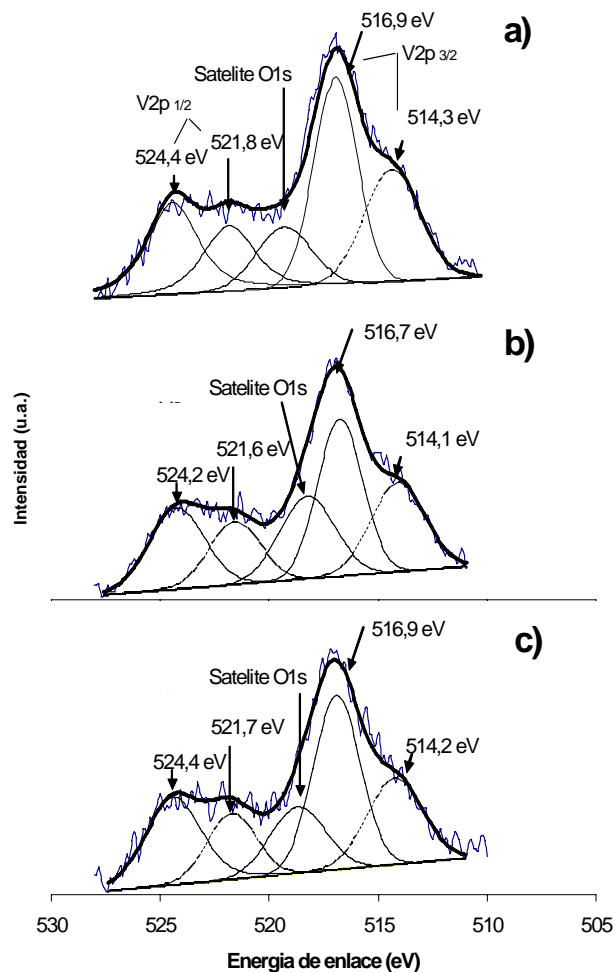 516,9 eV
a)
V2p 3/2
Satelite O1s
V2p 1/2
514,3 eV
521,8 eV
524,4 eV
b)
516,7 eV
Satelite O1s
514,1 eV
521,6 eV
524,2 eV
Intensidad (u.a.)
c)
516,9 eV
Satelite O1s
521,7 eV
514,2 eV
524,4 eV
530 525 520 515 510 505
Energia de enlace (eV)